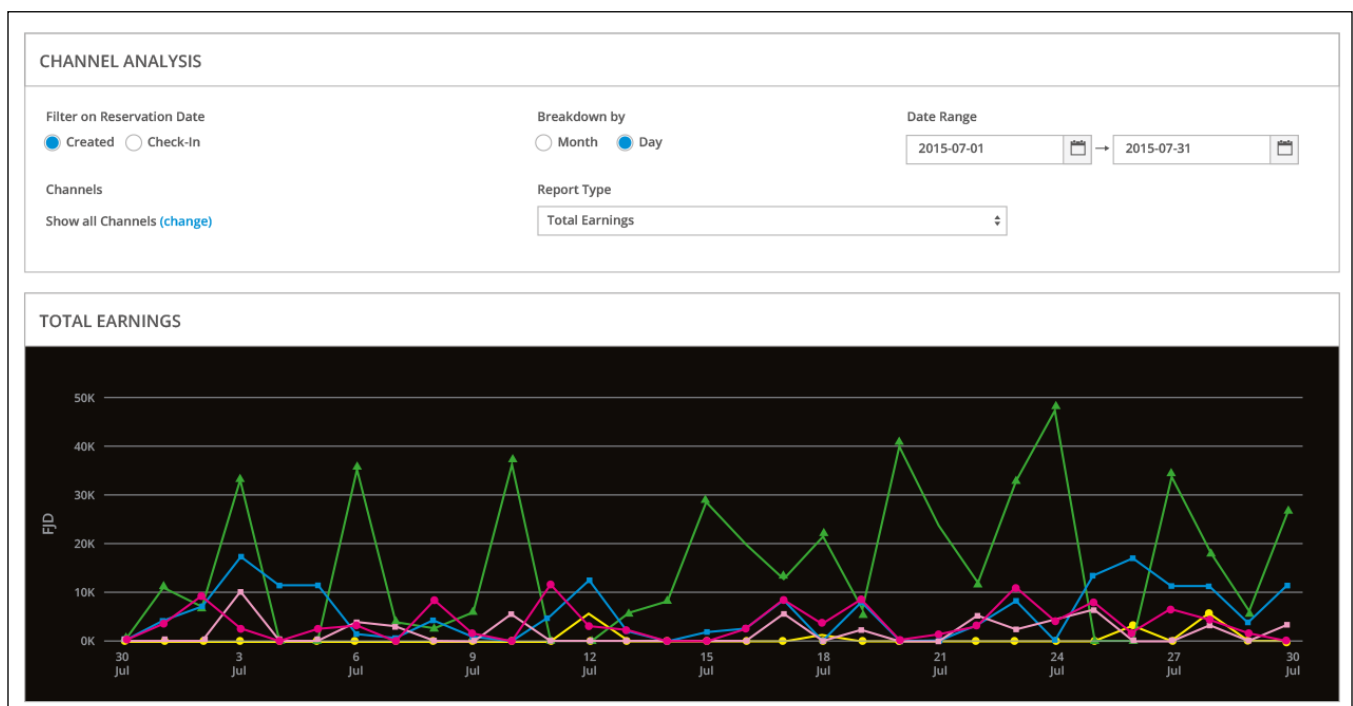 CHANNEL ANALYSIS
Filter on Reservation Date
Created Check-In
Breakdown by
Month Day
Date Range
2015-07-01 → 2015-07-31
Channels
Show all Channels (change)
Report Type
Total Earnings
TOTAL EARNINGS
FJD
50K
40K
30K
20K
10K
0K
30 3 6 9 12 15 18 21 24 27 30
Jul Jul Jul Jul Jul Jul Jul Jul Jul Jul Jul